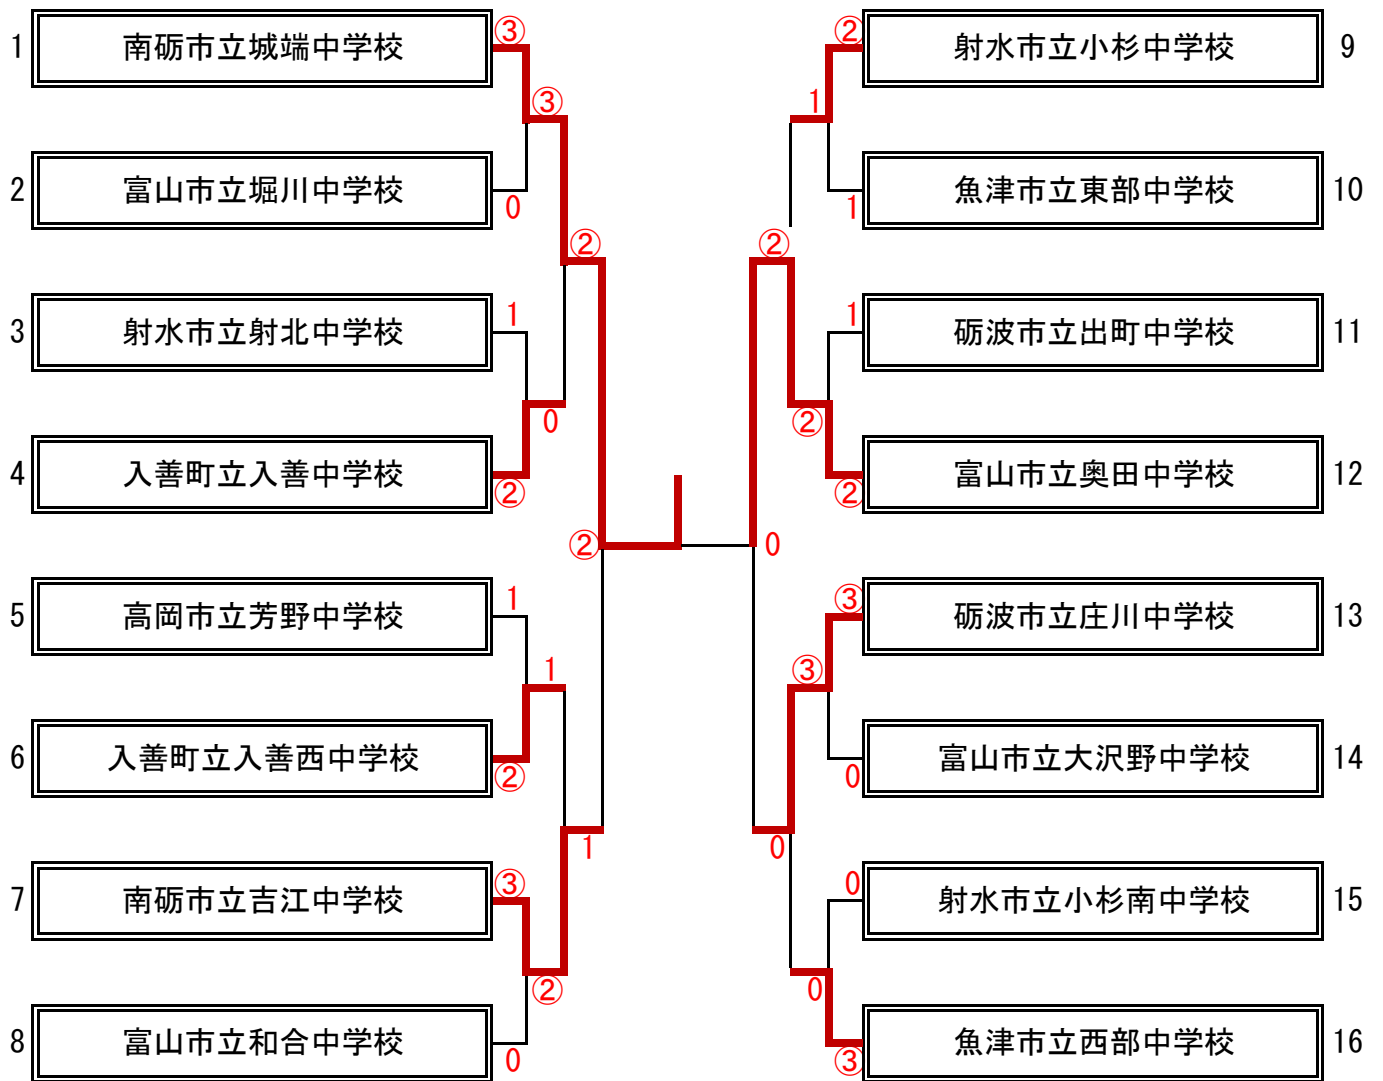 1 南砺市立城端中学校 ③
③
2 富山市立堀川中学校 0
②
3 射水市立射北中学校 1
0
4 入善町立入善中学校 ②
②
5 高岡市立芳野中学校 1
1
6 入善町立入善西中学校 ②
1
7 南砺市立吉江中学校 ③
②
8 富山市立和合中学校 0
② 射水市立小杉中学校 9
1
1 魚津市立東部中学校 10
②
1 砺波市立出町中学校 11
②
② 富山市立奥田中学校 12
0
③ 砺波市立庄川中学校 13
③
0 富山市立大沢野中学校 14
0
0 射水市立小杉南中学校 15
0
③ 魚津市立西部中学校 16